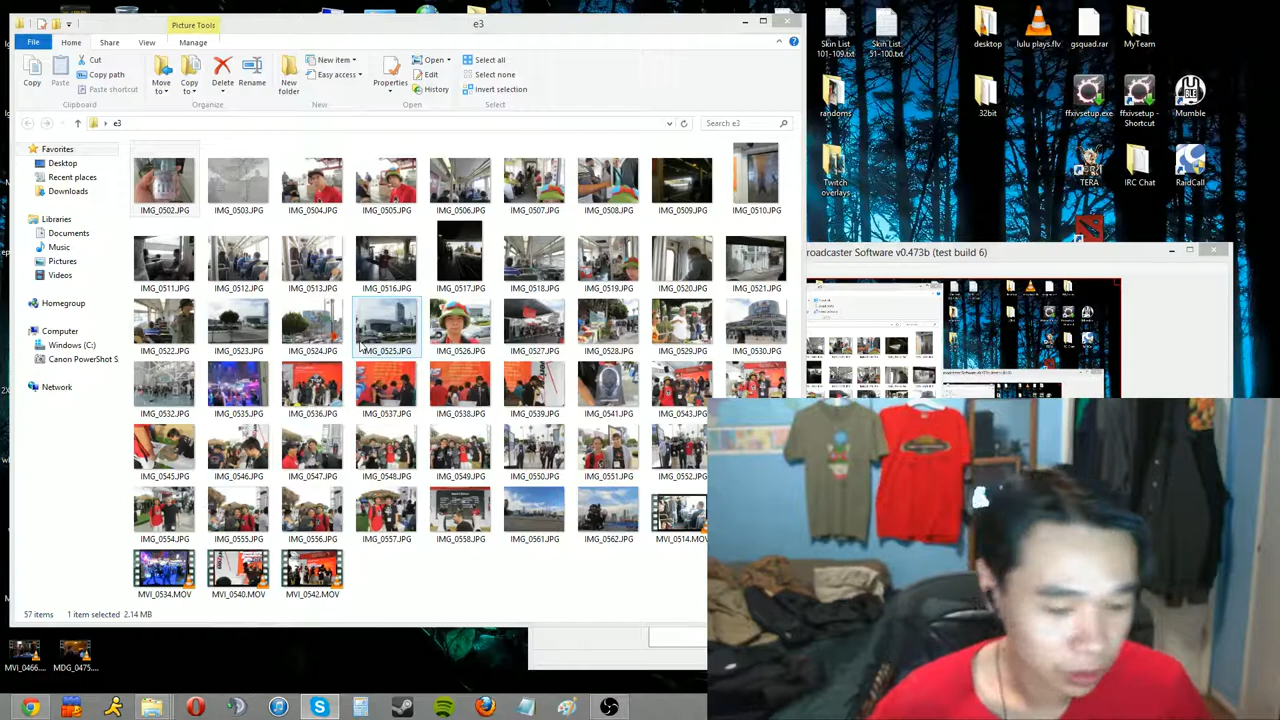 Picture Tools
e3
File
Home
Share
View
Manage
Copy
Paste
Cut
Copy path
Paste shortcut
Move to
Copy to
Delete
Rename
New folder
New item
Easy access
Properties
Open
Edit
History
Select all
Select none
Invert selection
Clipboard
Organize
New
Open
Select
e3
Search e3
Favorites
Desktop
Recent places
Downloads
Libraries
Documents
Music
Pictures
Videos
Homegroup
Computer
Windows (C:)
Canon PowerShot S
Network
IMG_0502.JPG IMG_0503.JPG IMG_0504.JPG IMG_0505.JPG IMG_0506.JPG IMG_0507.JPG IMG_0508.JPG IMG_0509.JPG IMG_0510.JPG
IMG_0511.JPG IMG_0512.JPG IMG_0513.JPG IMG_0516.JPG IMG_0517.JPG IMG_0518.JPG IMG_0519.JPG IMG_0520.JPG IMG_0521.JPG
IMG_0522.JPG IMG_0523.JPG IMG_0524.JPG IMG_0525.JPG IMG_0526.JPG IMG_0527.JPG IMG_0528.JPG IMG_0529.JPG IMG_0530.JPG
IMG_0532.JPG IMG_0535.JPG IMG_0536.JPG IMG_0537.JPG IMG_0538.JPG IMG_0539.JPG IMG_0541.JPG IMG_0543.JPG
IMG_0545.JPG IMG_0546.JPG IMG_0547.JPG IMG_0548.JPG IMG_0549.JPG IMG_0550.JPG IMG_0551.JPG IMG_0552.JPG
IMG_0554.JPG IMG_0555.JPG IMG_0556.JPG IMG_0557.JPG IMG_0558.JPG IMG_0561.JPG IMG_0562.JPG MVI_0514.MOV
MVI_0534.MOV MVI_0540.MOV MVI_0542.MOV
57 items 1 item selected 2.14 MB
MVI_0466.... MDG_0475....
Skin List 101-109.txt
Skin List 51-100.txt
desktop
lulu plays.flv
gsquad.rar
MyTeam
randoms
32bit
ffxivsetup.exe
ffxivsetup - Shortcut
Mumble
Twitch overlays
TERA
IRC Chat
RaidCall
roadcaster Software v0.473b (test build 6)